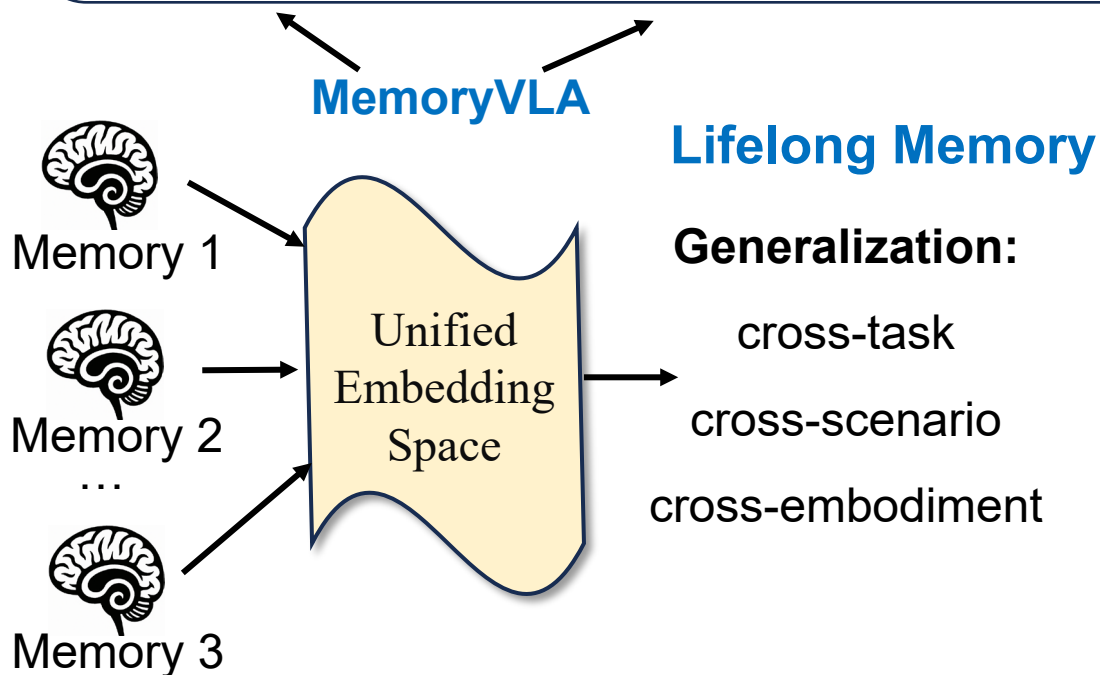 MemoryVLA
Lifelong Memory
Memory 1
Memory 2
…
Memory 3
Unified
Embedding
Space
Generalization:
cross-task
cross-scenario
cross-embodiment